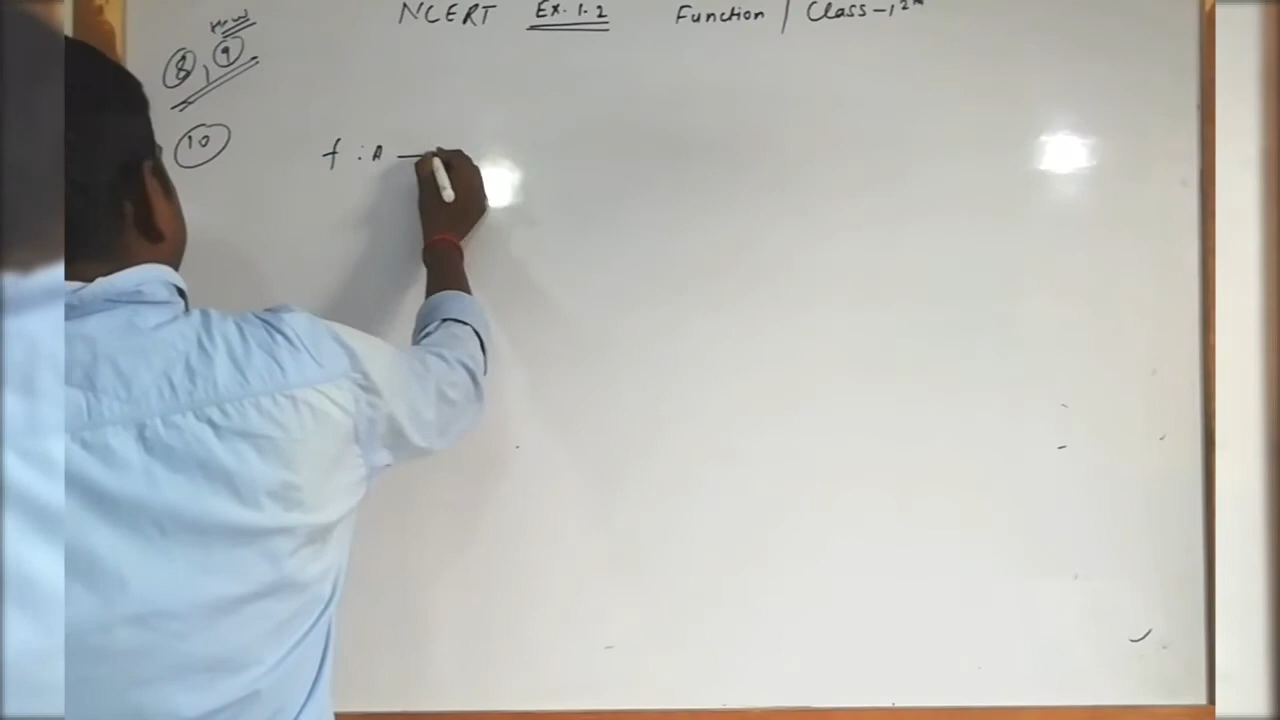 NCERT Ex. 1.2 Function / Class-12th
H.W
8, 9
10 f : A —